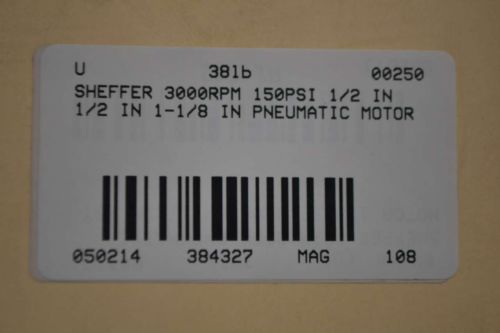 U 38lb 00250
SHEFFER 3000RPM 150PSI 1/2 IN
1/2 IN 1-1/8 IN PNEUMATIC MOTOR
050214 384327 MAG 108